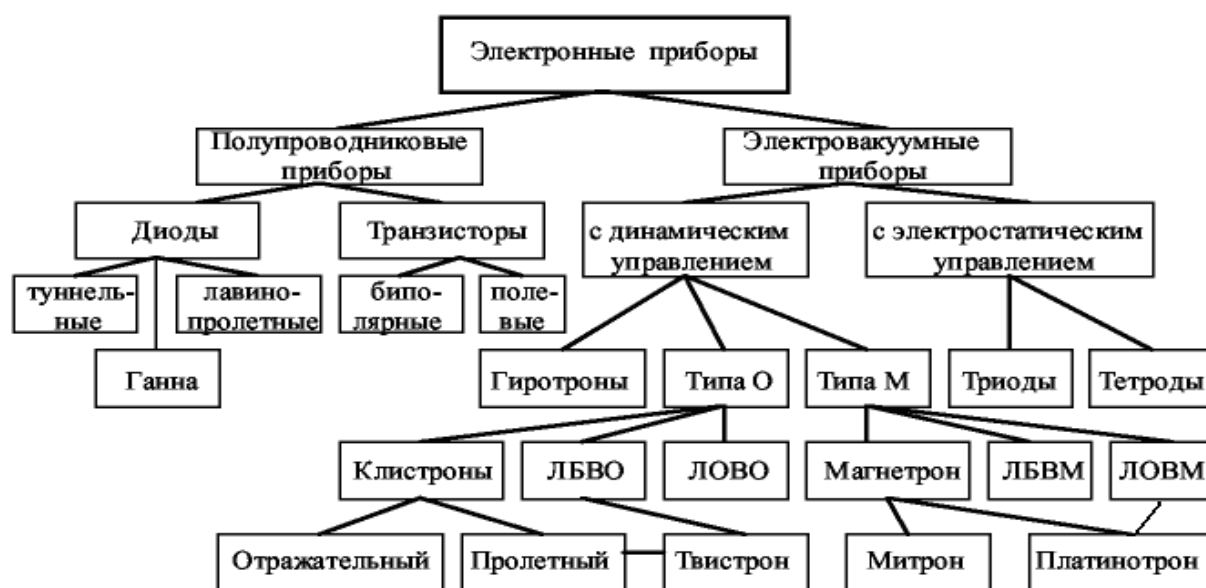 Электронные приборы
Полупроводниковые
приборы
Электровакуумные
приборы
Диоды
Транзисторы
с динамическим
управлением
с электростатическим
управлением
туннель-
ные
лавино-
пролетные
бипо-
лярные
поле-
вые
Ганна
Гиротроны
Типа О
Типа М
Триоды
Тетроды
Клистроны
ЛБВО
ЛОВО
Магнетрон
ЛБВМ
ЛОВМ
Отражательный
Пролетный
Твистрон
Митрон
Платинотрон